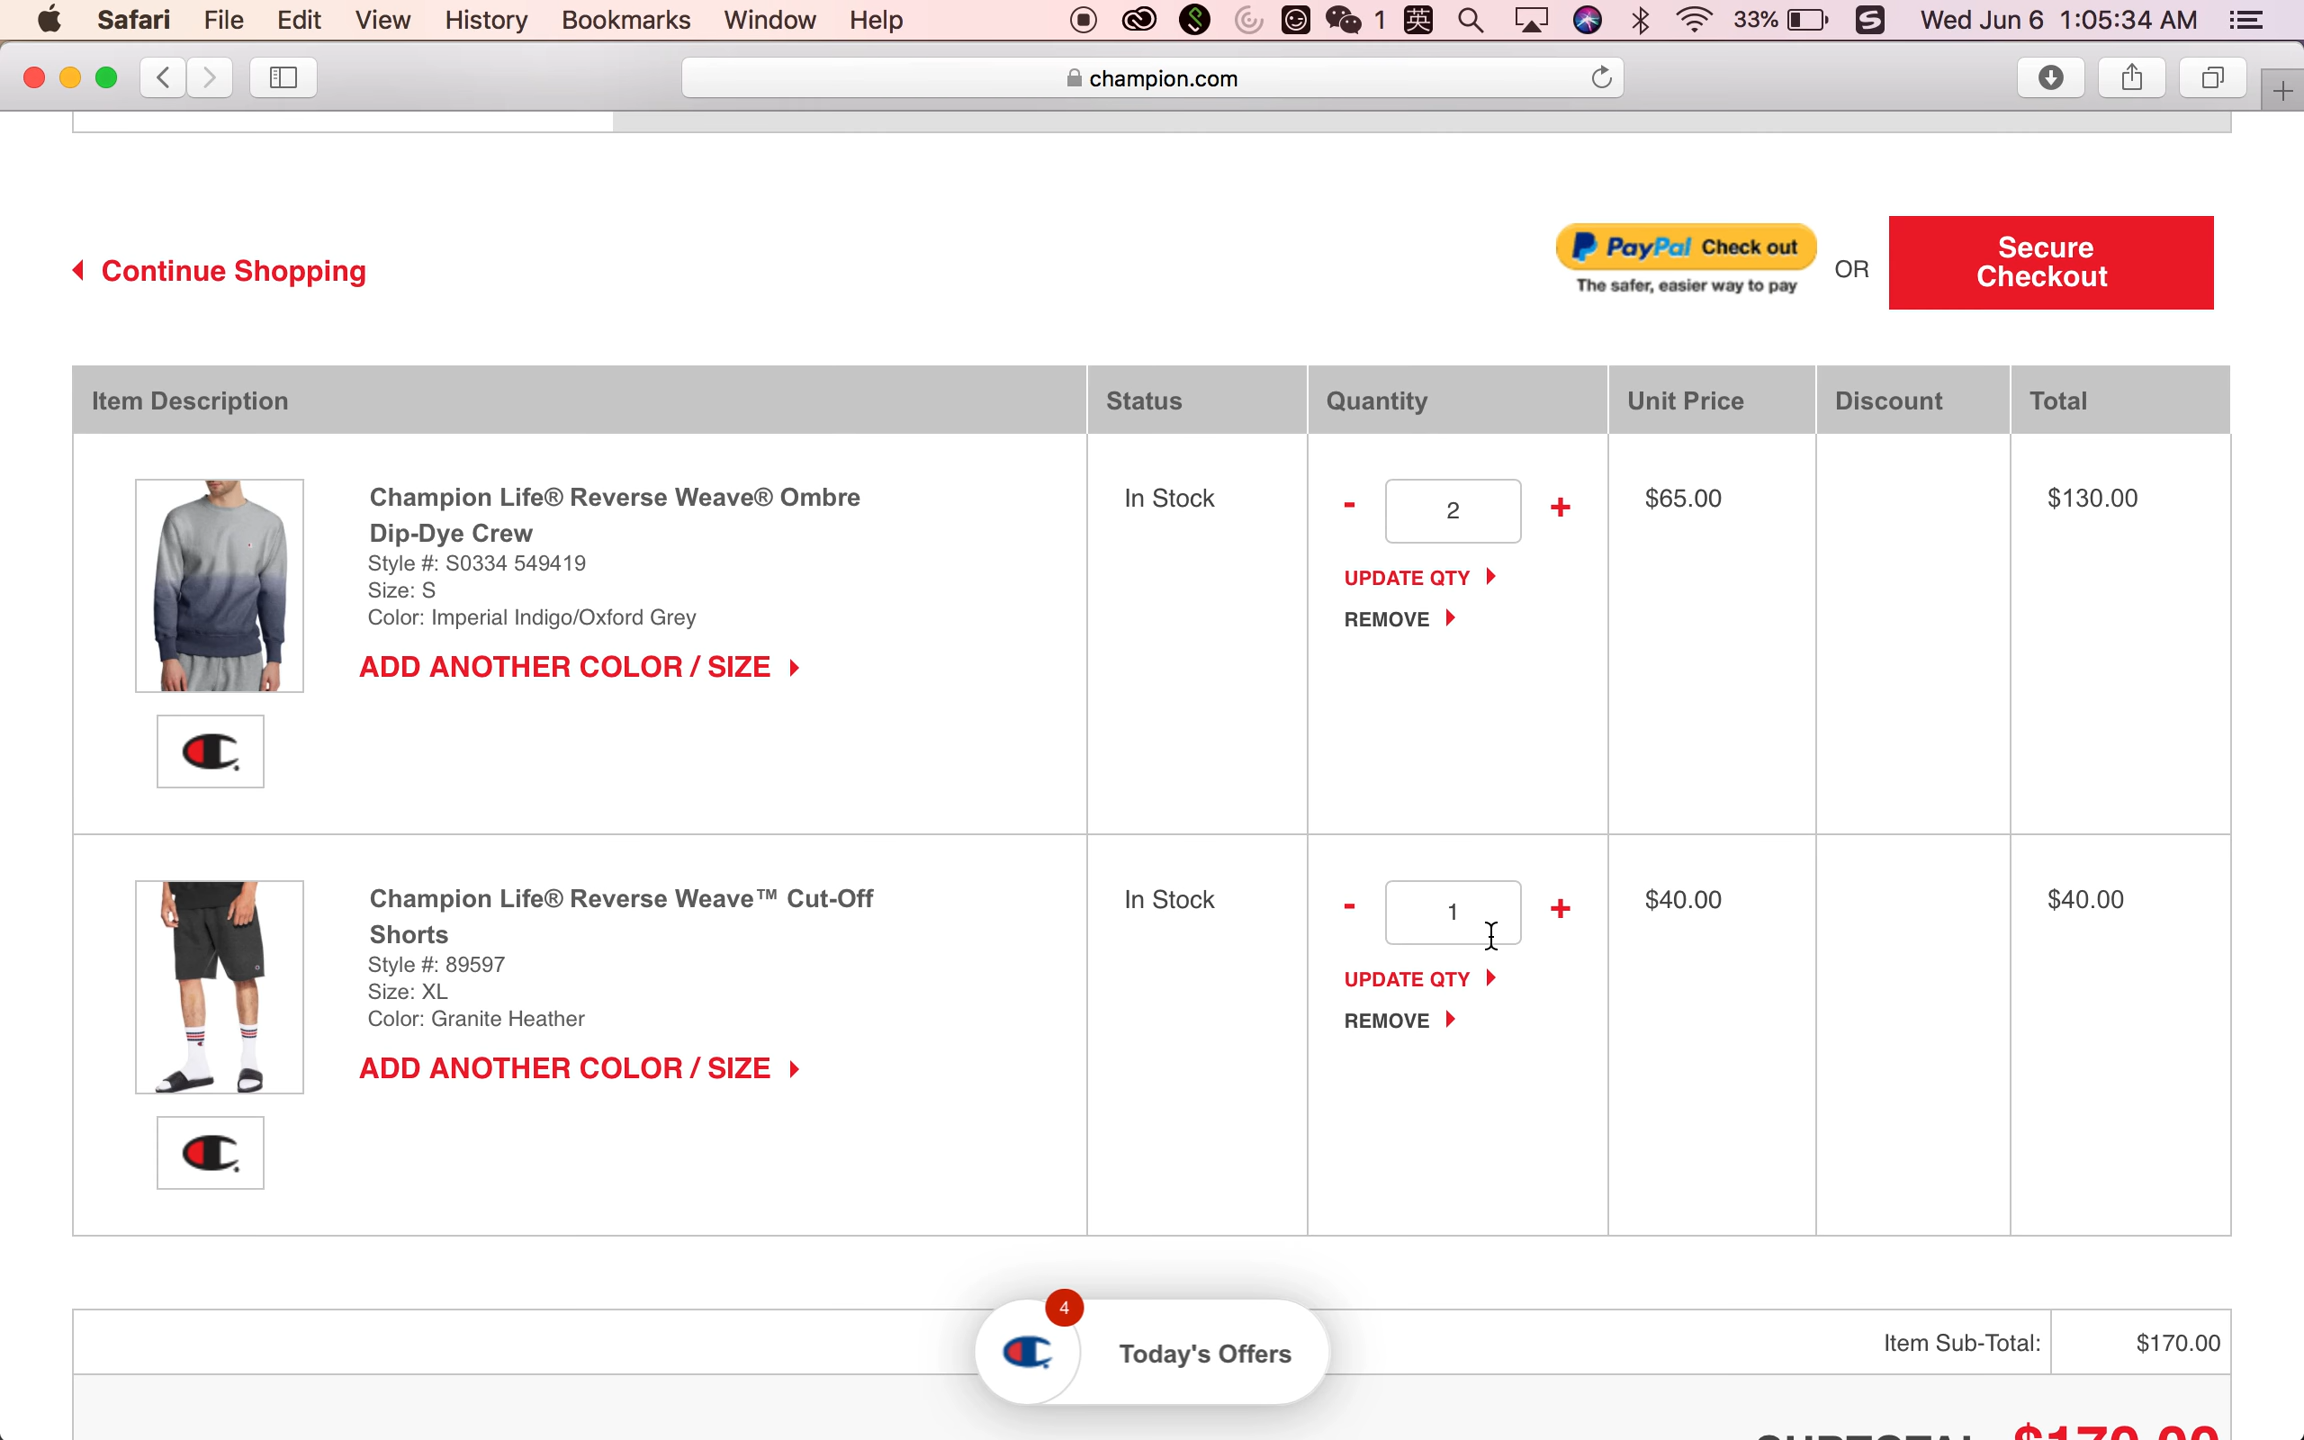 Safari File Edit View History Bookmarks Window Help 1 英 33% Wed Jun 6 1:05:34 AM
champion.com
Continue Shopping
PayPal Check out
The safer, easier way to pay
OR
Secure
Checkout
Item Description Status Quantity Unit Price Discount Total
Champion Life® Reverse Weave® Ombre
Dip-Dye Crew
Style #: S0334 549419
Size: S
Color: Imperial Indigo/Oxford Grey
ADD ANOTHER COLOR / SIZE
In Stock
- 2 +
UPDATE QTY
REMOVE
$65.00
$130.00
Champion Life® Reverse Weave™ Cut-Off
Shorts
Style #: 89597
Size: XL
Color: Granite Heather
ADD ANOTHER COLOR / SIZE
In Stock
- 1 +
UPDATE QTY
REMOVE
$40.00
$40.00
4
Today's Offers
Item Sub-Total: $170.00
SUBTOTAL $170.00